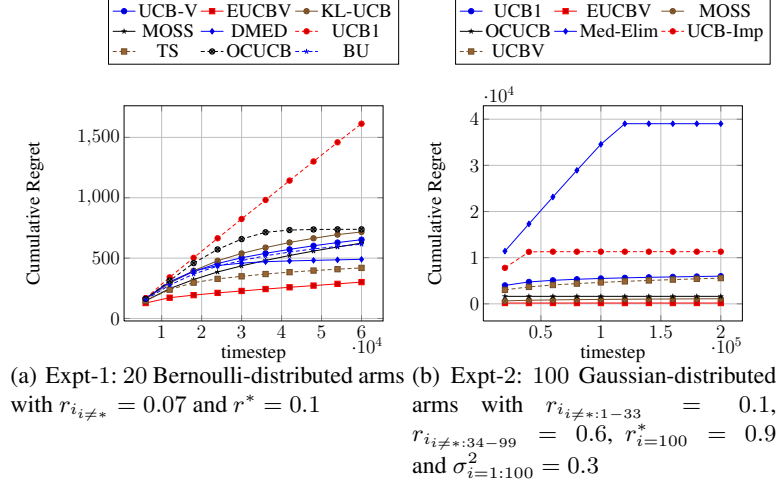 UCB-V EUCBV KL-UCB
MOSS DMED UCB1
TS OCUCB BU
1,500
1,000
500
0
Cumulative Regret
1 2 3 4 5 6
timestep
·10^4
(a) Expt-1: 20 Bernoulli-distributed arms
with r_{i_{i≠*}} = 0.07 and r^* = 0.1
UCB1 EUCBV MOSS
OCUCB Med-Elim UCB-Imp
UCBV
·10^4
4
3
2
1
0
Cumulative Regret
0.5 1 1.5 2
timestep
·10^5
(b) Expt-2: 100 Gaussian-distributed
arms with r_{i_{i≠*:1−33}} = 0.1,
r_{i_{i≠*:34−99}} = 0.6, r^*_{i=100} = 0.9
and σ^2_{i=1:100} = 0.3